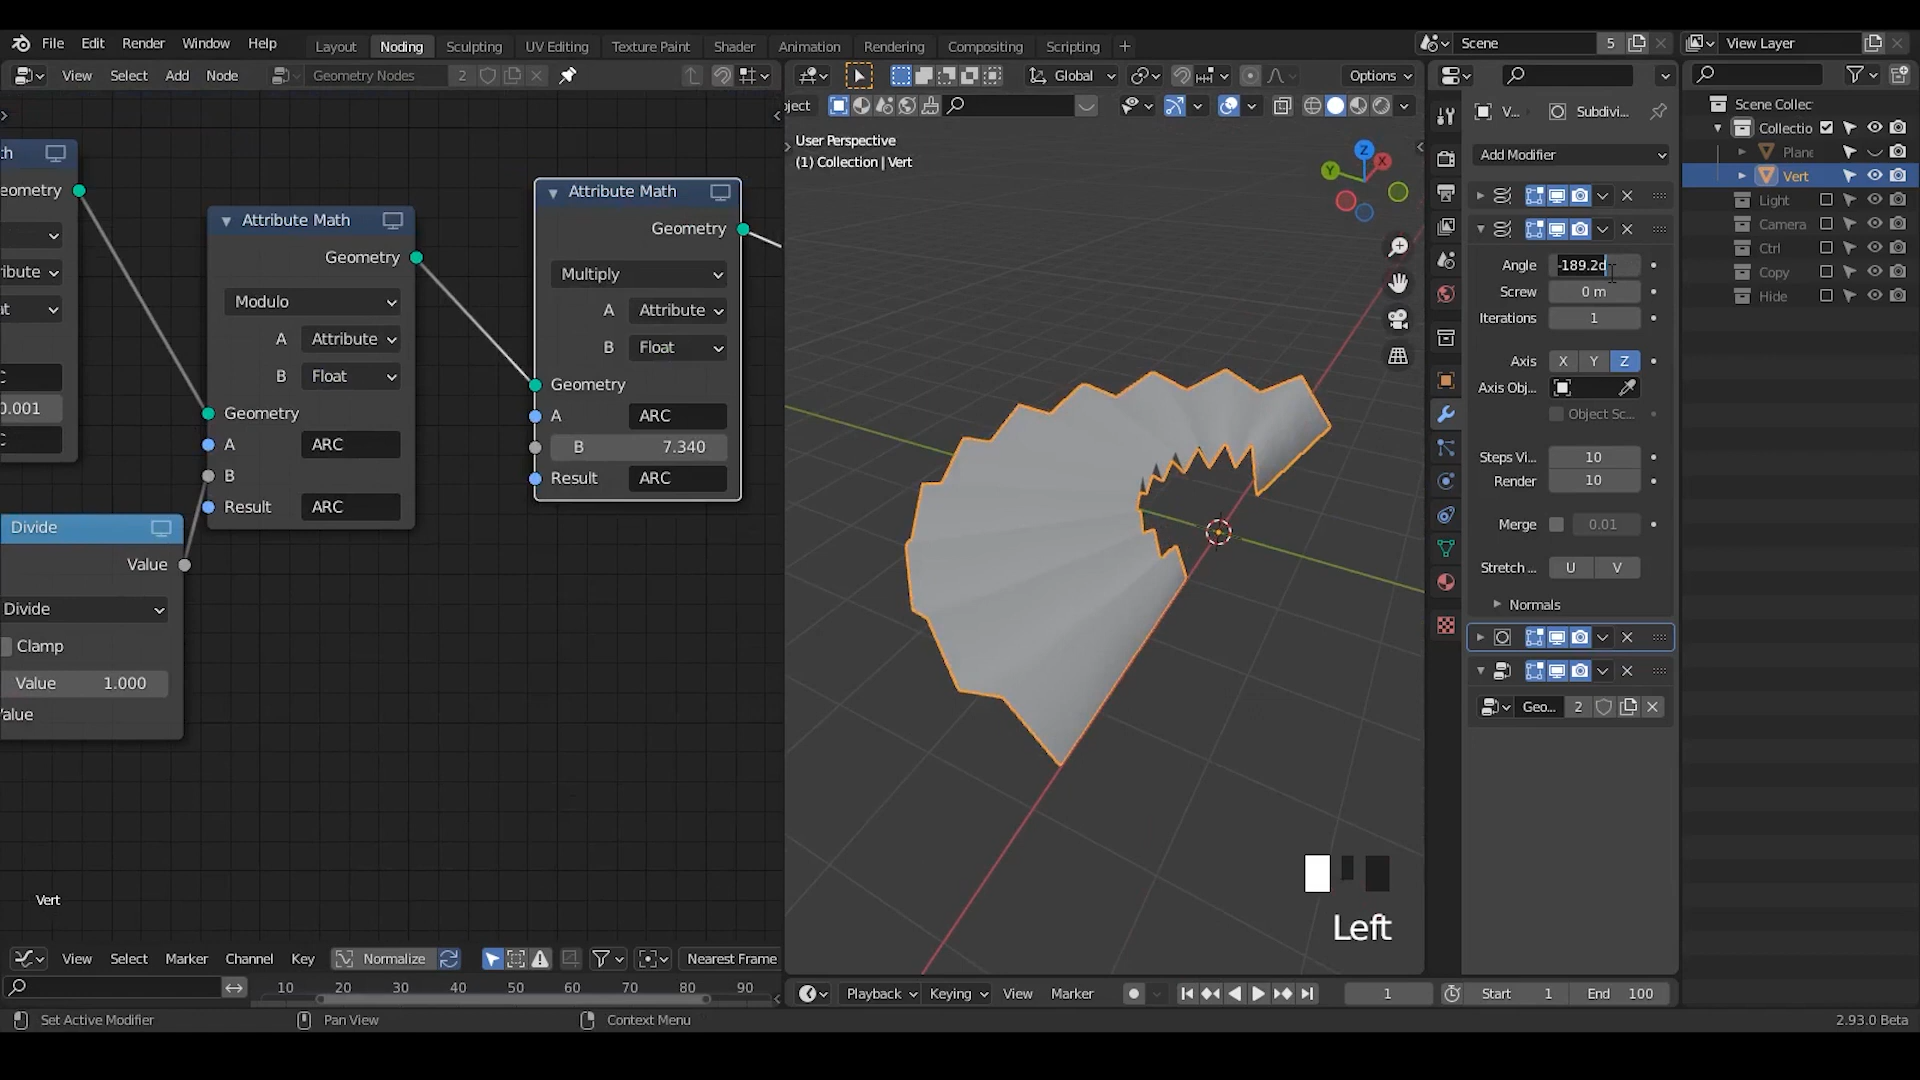 File Edit Render Window Help Layout Noding Sculpting UV Editing Texture Paint Shader Animation Rendering Compositing Scripting Scene 5 View Layer
View Select Add Node Geometry Nodes 2 Global Options
ject
V... Subdivi...
Add Modifier
User Perspective
(1) Collection | Vert
Z
X
Y
th
eometry
ribute
at
C
0.001
C
Attribute Math
Geometry
Modulo
A Attribute
B Float
Geometry
A ARC
B
Result ARC
Attribute Math
Geometry
Multiply
A Attribute
B Float
Geometry
A ARC
B 7.340
Result ARC
Divide
Value
Divide
Clamp
Value 1.000
alue
Vert
Angle -189.2d
Screw 0 m
Iterations 1
Axis X Y Z
Axis Obj...
Object Sc...
Steps Vi... 10
Render 10
Merge 0.01
Stretch ... U V
Normals
Geo... 2
Scene Collec
Collectio
Plane
Vert
Light
Camera
Ctrl
Copy
Hide
Left
View Select Marker Channel Key Normalize Nearest Frame
10 20 30 40 50 60 70 80 90
Playback Keying View Marker 1 Start 1 End 100
Set Active Modifier Pan View Context Menu 2.93.0 Beta